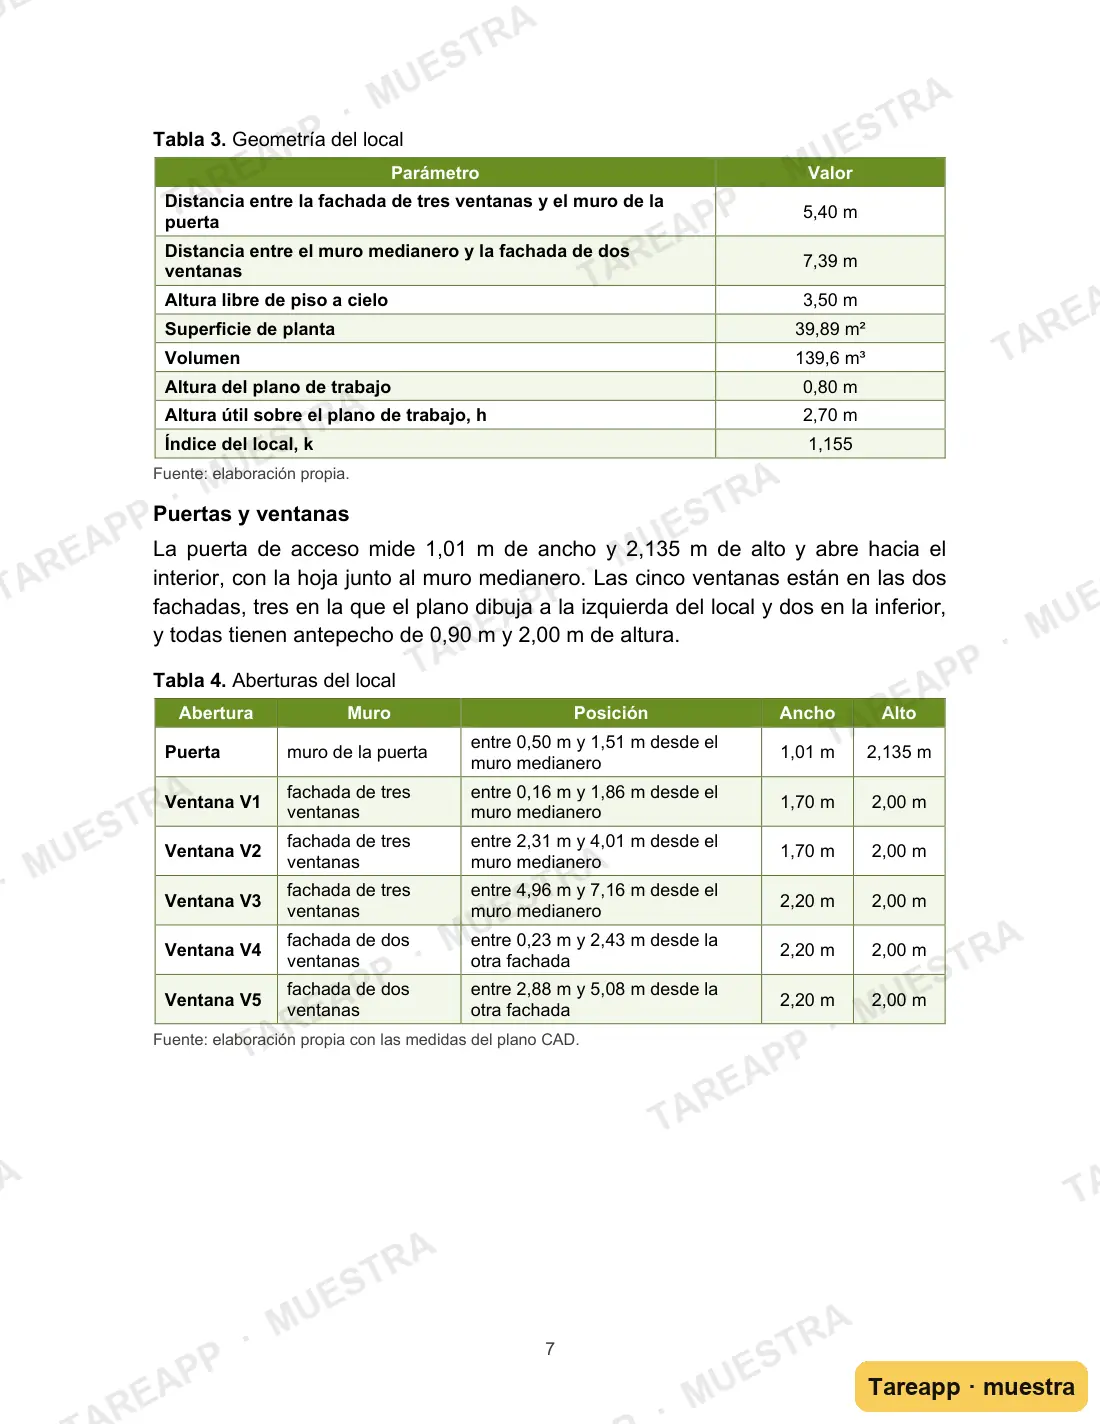 Tabla 3. Geometría del local
Parámetro Valor
Distancia entre la fachada de tres ventanas y el muro de la
puerta 5,40 m
Distancia entre el muro medianero y la fachada de dos
ventanas 7,39 m
Altura libre de piso a cielo 3,50 m
Superficie de planta 39,89 m²
Volumen 139,6 m³
Altura del plano de trabajo 0,80 m
Altura útil sobre el plano de trabajo, h 2,70 m
Índice del local, k 1,155
Fuente: elaboración propia.
Puertas y ventanas
La puerta de acceso mide 1,01 m de ancho y 2,135 m de alto y abre hacia el
interior, con la hoja junto al muro medianero. Las cinco ventanas están en las dos
fachadas, tres en la que el plano dibuja a la izquierda del local y dos en la inferior,
y todas tienen antepecho de 0,90 m y 2,00 m de altura.
Tabla 4. Aberturas del local
Abertura Muro Posición Ancho Alto
Puerta muro de la puerta entre 0,50 m y 1,51 m desde el
muro medianero 1,01 m 2,135 m
Ventana V1 fachada de tres
ventanas entre 0,16 m y 1,86 m desde el
muro medianero 1,70 m 2,00 m
Ventana V2 fachada de tres
ventanas entre 2,31 m y 4,01 m desde el
muro medianero 1,70 m 2,00 m
Ventana V3 fachada de tres
ventanas entre 4,96 m y 7,16 m desde el
muro medianero 2,20 m 2,00 m
Ventana V4 fachada de dos
ventanas entre 0,23 m y 2,43 m desde la
otra fachada 2,20 m 2,00 m
Ventana V5 fachada de dos
ventanas entre 2,88 m y 5,08 m desde la
otra fachada 2,20 m 2,00 m
Fuente: elaboración propia con las medidas del plano CAD.
7
Tareapp · muestra
TAREAPP · MUESTRA